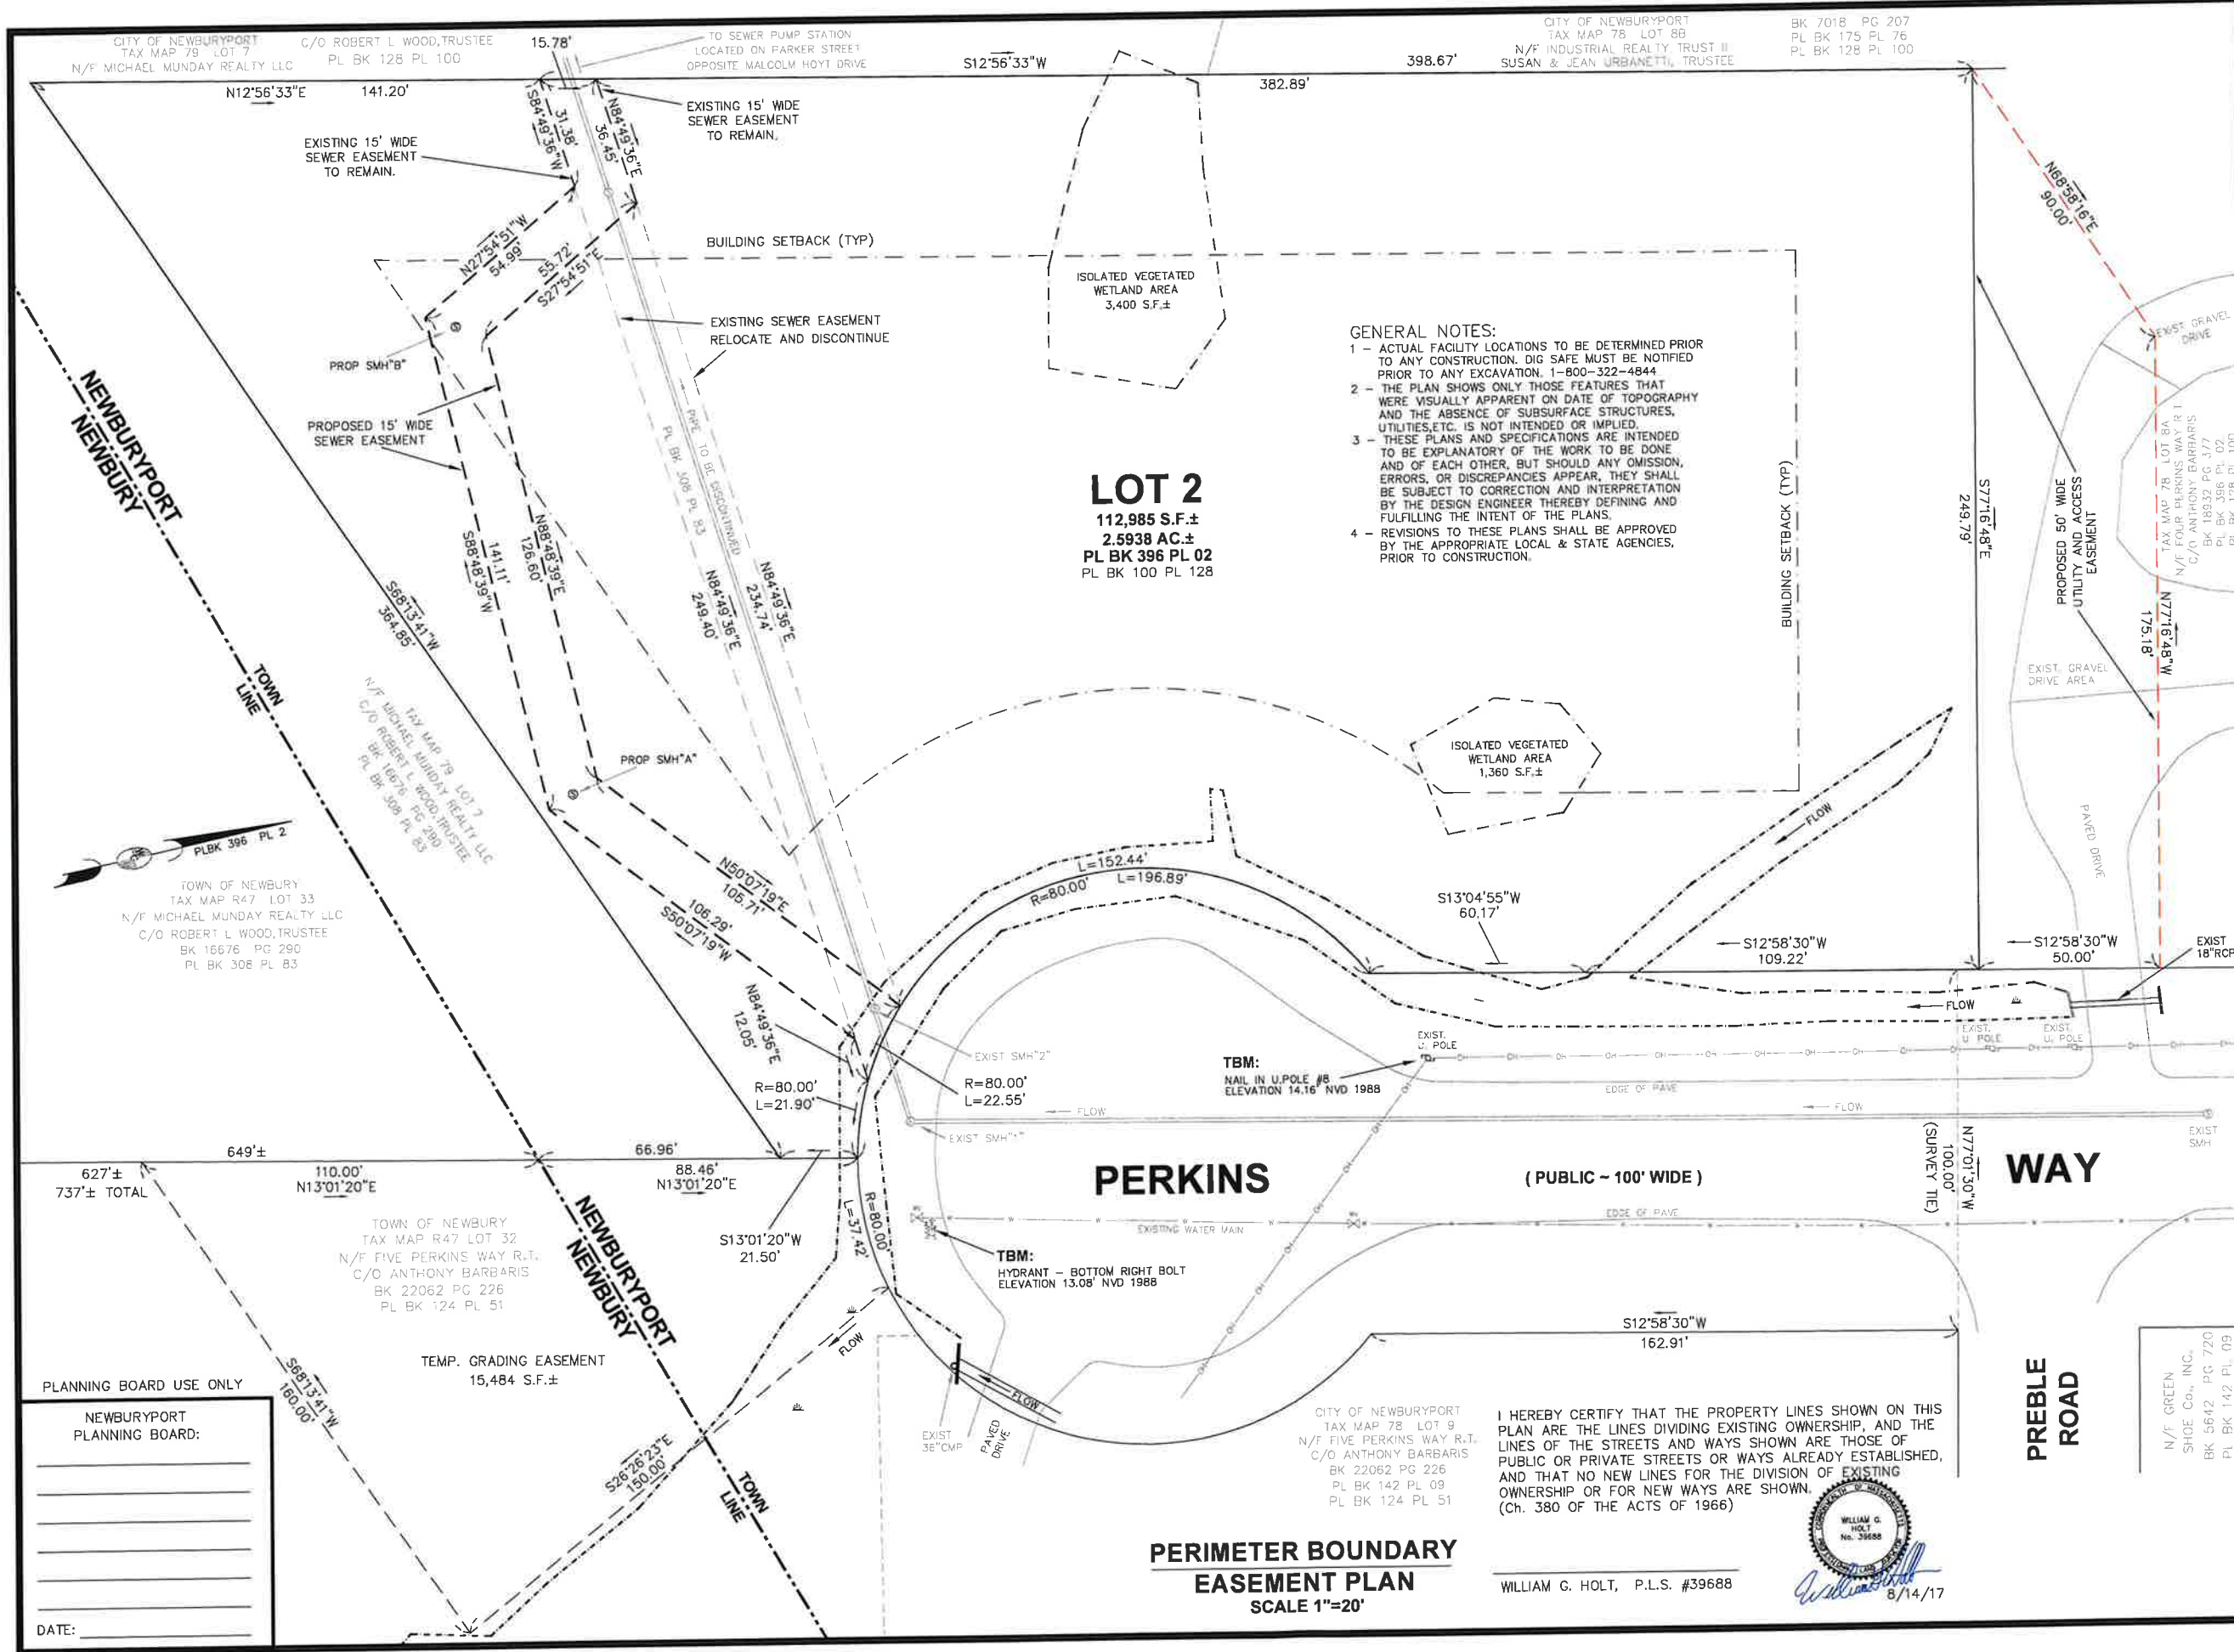 CITY OF NEWBURYPORT
TAX MAP 79 LOT 7
N/F MICHAEL MUNDAY REALTY LLC
C/O ROBERT L WOOD,TRUSTEE
PL BK 128 PL 100
15.78'
TO SEWER PUMP STATION
LOCATED ON PARKER STREET
OPPOSITE MALCOLM HOYT DRIVE
S12°56'33"W
398.67'
382.89'
CITY OF NEWBURYPORT
TAX MAP 78 LOT 8B
N/F INDUSTRIAL REALTY TRUST II
SUSAN & JEAN URBANETTI, TRUSTEE
BK 7018 PG 207
PL BK 175 PL 76
PL BK 128 PL 100
N12°56'33"E
141.20'
EXISTING 15' WIDE
SEWER EASEMENT
TO REMAIN.
S84°49'36"W
31.38'
N84°49'36"E
36.45'
EXISTING 15' WIDE
SEWER EASEMENT
TO REMAIN.
N68°58'16"E
90.00'
N27°54'51"W
54.99'
55.72'
S27°54'51"E
BUILDING SETBACK (TYP)
ISOLATED VEGETATED
WETLAND AREA
3,400 S.F.±
EXISTING SEWER EASEMENT
RELOCATE AND DISCONTINUE
PROP SMH"B"
PROPOSED 15' WIDE
SEWER EASEMENT
NEWBURYPORT
NEWBURY
GENERAL NOTES:
1 - ACTUAL FACILITY LOCATIONS TO BE DETERMINED PRIOR
TO ANY CONSTRUCTION. DIG SAFE MUST BE NOTIFIED
PRIOR TO ANY EXCAVATION. 1-800-322-4844
2 - THE PLAN SHOWS ONLY THOSE FEATURES THAT
WERE VISUALLY APPARENT ON DATE OF TOPOGRAPHY
AND THE ABSENCE OF SUBSURFACE STRUCTURES,
UTILITIES,ETC. IS NOT INTENDED OR IMPLIED.
3 - THESE PLANS AND SPECIFICATIONS ARE INTENDED
TO BE EXPLANATORY OF THE WORK TO BE DONE
AND OF EACH OTHER, BUT SHOULD ANY OMISSION,
ERRORS, OR DISCREPANCIES APPEAR, THEY SHALL
BE SUBJECT TO CORRECTION AND INTERPRETATION
BY THE DESIGN ENGINEER THEREBY DEFINING AND
FULFILLING THE INTENT OF THE PLANS.
4 - REVISIONS TO THESE PLANS SHALL BE APPROVED
BY THE APPROPRIATE LOCAL & STATE AGENCIES,
PRIOR TO CONSTRUCTION.
LOT 2
112,985 S.F.±
2.5938 AC.±
PL BK 396 PL 02
PL BK 100 PL 128
PIPE TO BE DISCONTINUED
PL BK 308 PL 83
N84°49'36"E
234.74'
N84°49'36"E
249.40'
N88°48'39"E
126.60'
141.11'
S88°48'39"W
S68°13'41"W
364.85'
BUILDING SETBACK (TYP)
S77°16'48"E
249.79'
PROPOSED 50' WIDE
UTILITY AND ACCESS
EASEMENT
EXIST. GRAVEL
DRIVE
TAX MAP 78 LOT 8A
N/F FOUR PERKINS WAY R T
C/O ANTHONY BARBARIS
BK 18932 PG 377
PL BK 396 PL 02
PL BK 128 PL 100
N77°16'48"W
175.18'
EXIST. GRAVEL
DRIVE AREA
PAVED DRIVE
TOWN
LINE
TAX MAP 79 LOT 7
N/F MICHAEL MUNDAY REALTY LLC
C/O ROBERT L WOOD,TRUSTEE
BK 16676 PG 290
PL BK 308 PL 83
PROP SMH"A"
ISOLATED VEGETATED
WETLAND AREA
1,360 S.F.±
FLOW
PLBK 396 PL 2
TOWN OF NEWBURY
TAX MAP R47 LOT 33
N/F MICHAEL MUNDAY REALTY LLC
C/O ROBERT L WOOD,TRUSTEE
BK 16676 PG 290
PL BK 308 PL 83
N50°07'19"E
105.71'
106.29'
S50°07'19"W
L=152.44'
R=80.00'
L=196.89'
S13°04'55"W
60.17'
S12°58'30"W
109.22'
S12°58'30"W
50.00'
EXIST
18"RCP
N84°49'36"E
12.05'
R=80.00'
L=21.90'
EXIST SMH"2"
R=80.00'
L=22.55'
EXIST SMH"1"
FLOW
TBM:
NAIL IN U.POLE #8
ELEVATION 14.16' NVD 1988
EXIST.
U. POLE
FLOW
EXIST.
U. POLE
EXIST.
U. POLE
EDGE OF PAVE
FLOW
EXIST
SMH
649'±
627'±
737'± TOTAL
110.00'
N13°01'20"E
66.96'
88.46'
N13°01'20"E
PERKINS
( PUBLIC ~ 100' WIDE )
WAY
N77°01'30"W
100.00'
(SURVEY TIE)
EXISTING WATER MAIN
EDGE OF PAVE
S13°01'20"W
21.50'
R=80.00'
L=37.42'
TBM:
HYDRANT - BOTTOM RIGHT BOLT
ELEVATION 13.08' NVD 1988
TOWN OF NEWBURY
TAX MAP R47 LOT 32
N/F FIVE PERKINS WAY R.T.
C/O ANTHONY BARBARIS
BK 22062 PG 226
PL BK 124 PL 51
NEWBURYPORT
NEWBURY
FLOW
S12°58'30"W
162.91'
TEMP. GRADING EASEMENT
15,484 S.F.±
S68°13'41"W
160.00'
S26°26'23"E
150.00'
TOWN
LINE
EXIST
36"CMP
PAVED
DRIVE
FLOW
PLANNING BOARD USE ONLY
NEWBURYPORT
PLANNING BOARD:
DATE:
CITY OF NEWBURYPORT
TAX MAP 78 LOT 9
N/F FIVE PERKINS WAY R.T.
C/O ANTHONY BARBARIS
BK 22062 PG 226
PL BK 142 PL 09
PL BK 124 PL 51
I HEREBY CERTIFY THAT THE PROPERTY LINES SHOWN ON THIS
PLAN ARE THE LINES DIVIDING EXISTING OWNERSHIP, AND THE
LINES OF THE STREETS AND WAYS SHOWN ARE THOSE OF
PUBLIC OR PRIVATE STREETS OR WAYS ALREADY ESTABLISHED,
AND THAT NO NEW LINES FOR THE DIVISION OF EXISTING
OWNERSHIP OR FOR NEW WAYS ARE SHOWN.
(Ch. 380 OF THE ACTS OF 1966)
PREBLE
ROAD
N/F GREEN
SHOE Co., INC.
BK 5642 PG 720
PL BK 142 PL 09
COMMONWEALTH OF MASSACHUSETTS
WILLIAM G.
HOLT
No. 39688
PROFESSIONAL LAND SURVEYOR
8/14/17
WILLIAM G. HOLT, P.L.S. #39688
PERIMETER BOUNDARY
EASEMENT PLAN
SCALE 1"=20'